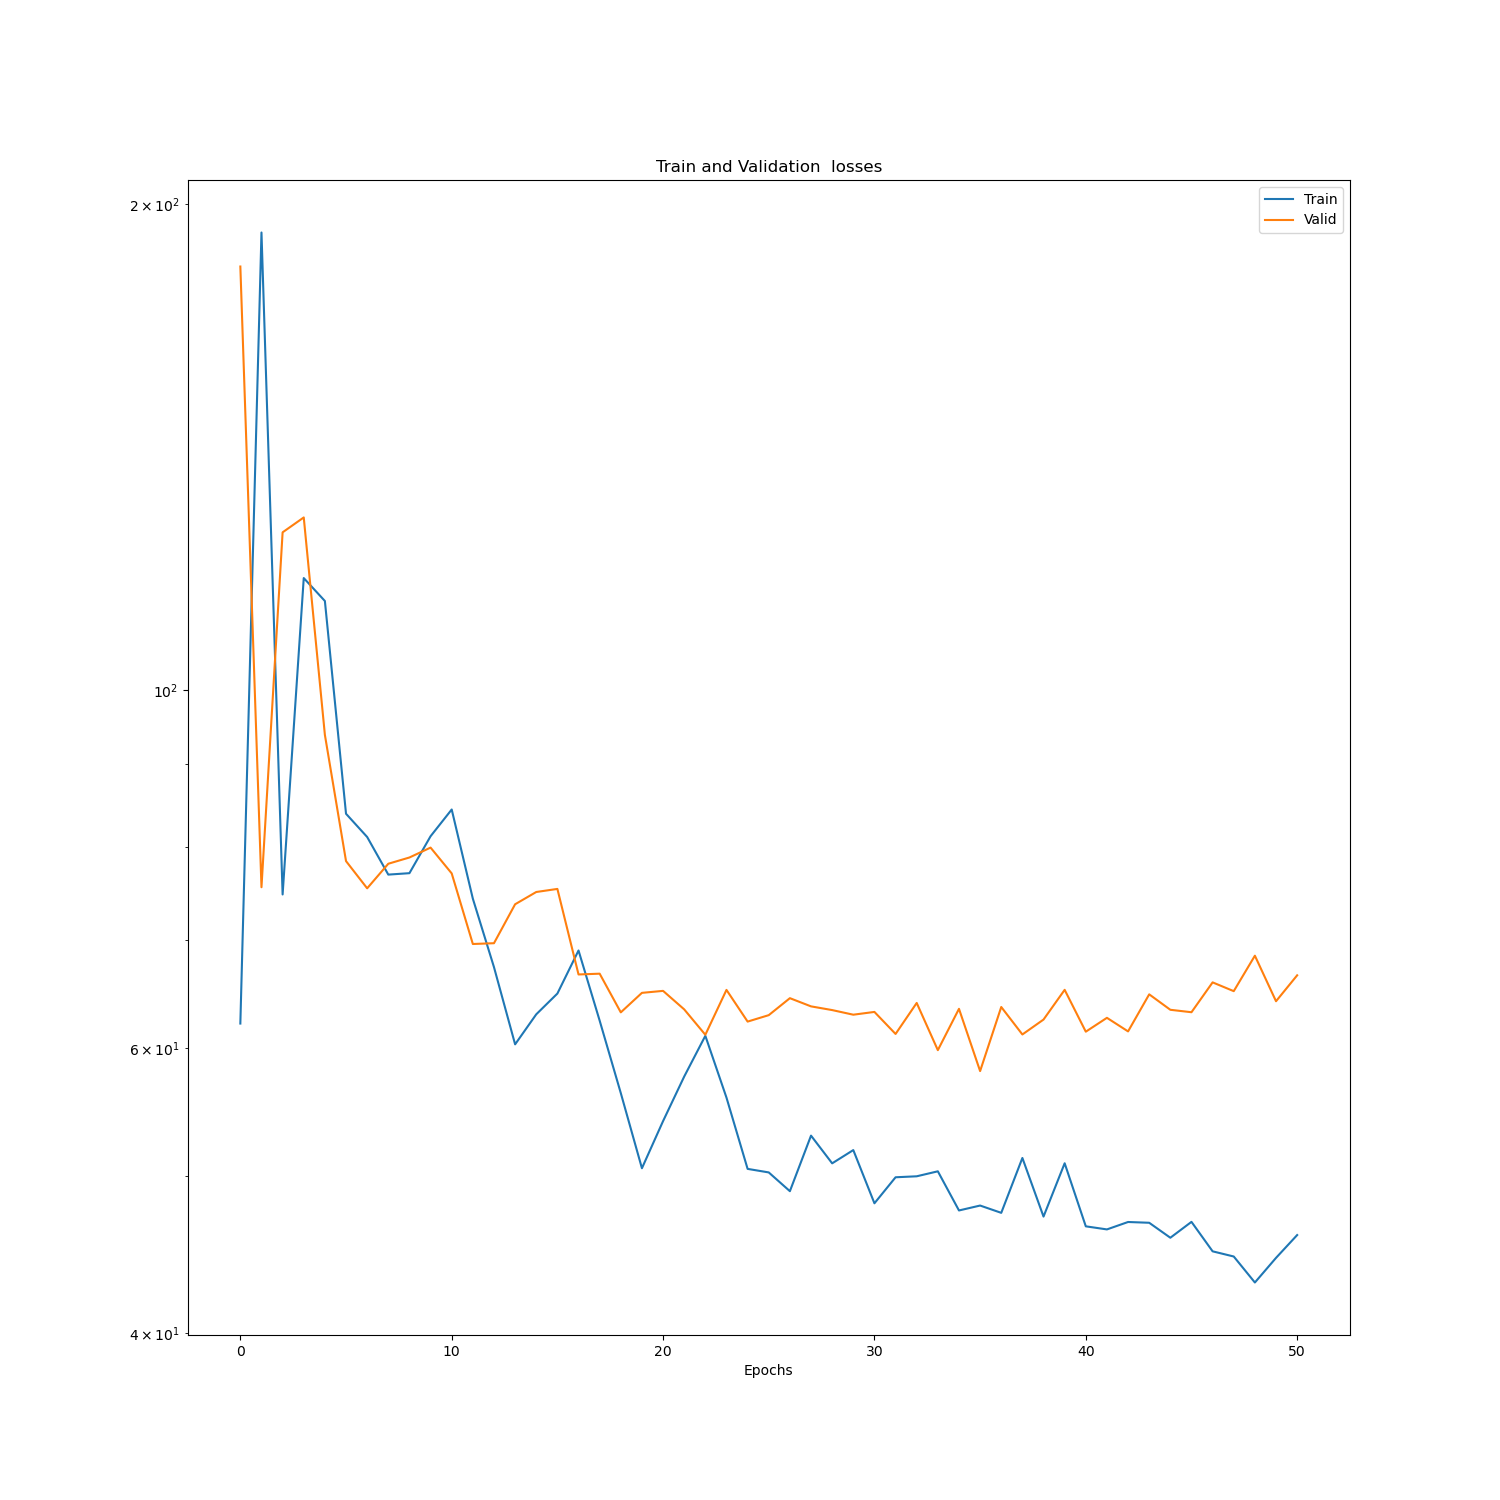 Train and Validation  losses
Train
Valid
2 × 10²
10²
6 × 10¹
4 × 10¹
0 10 20 30 40 50
Epochs